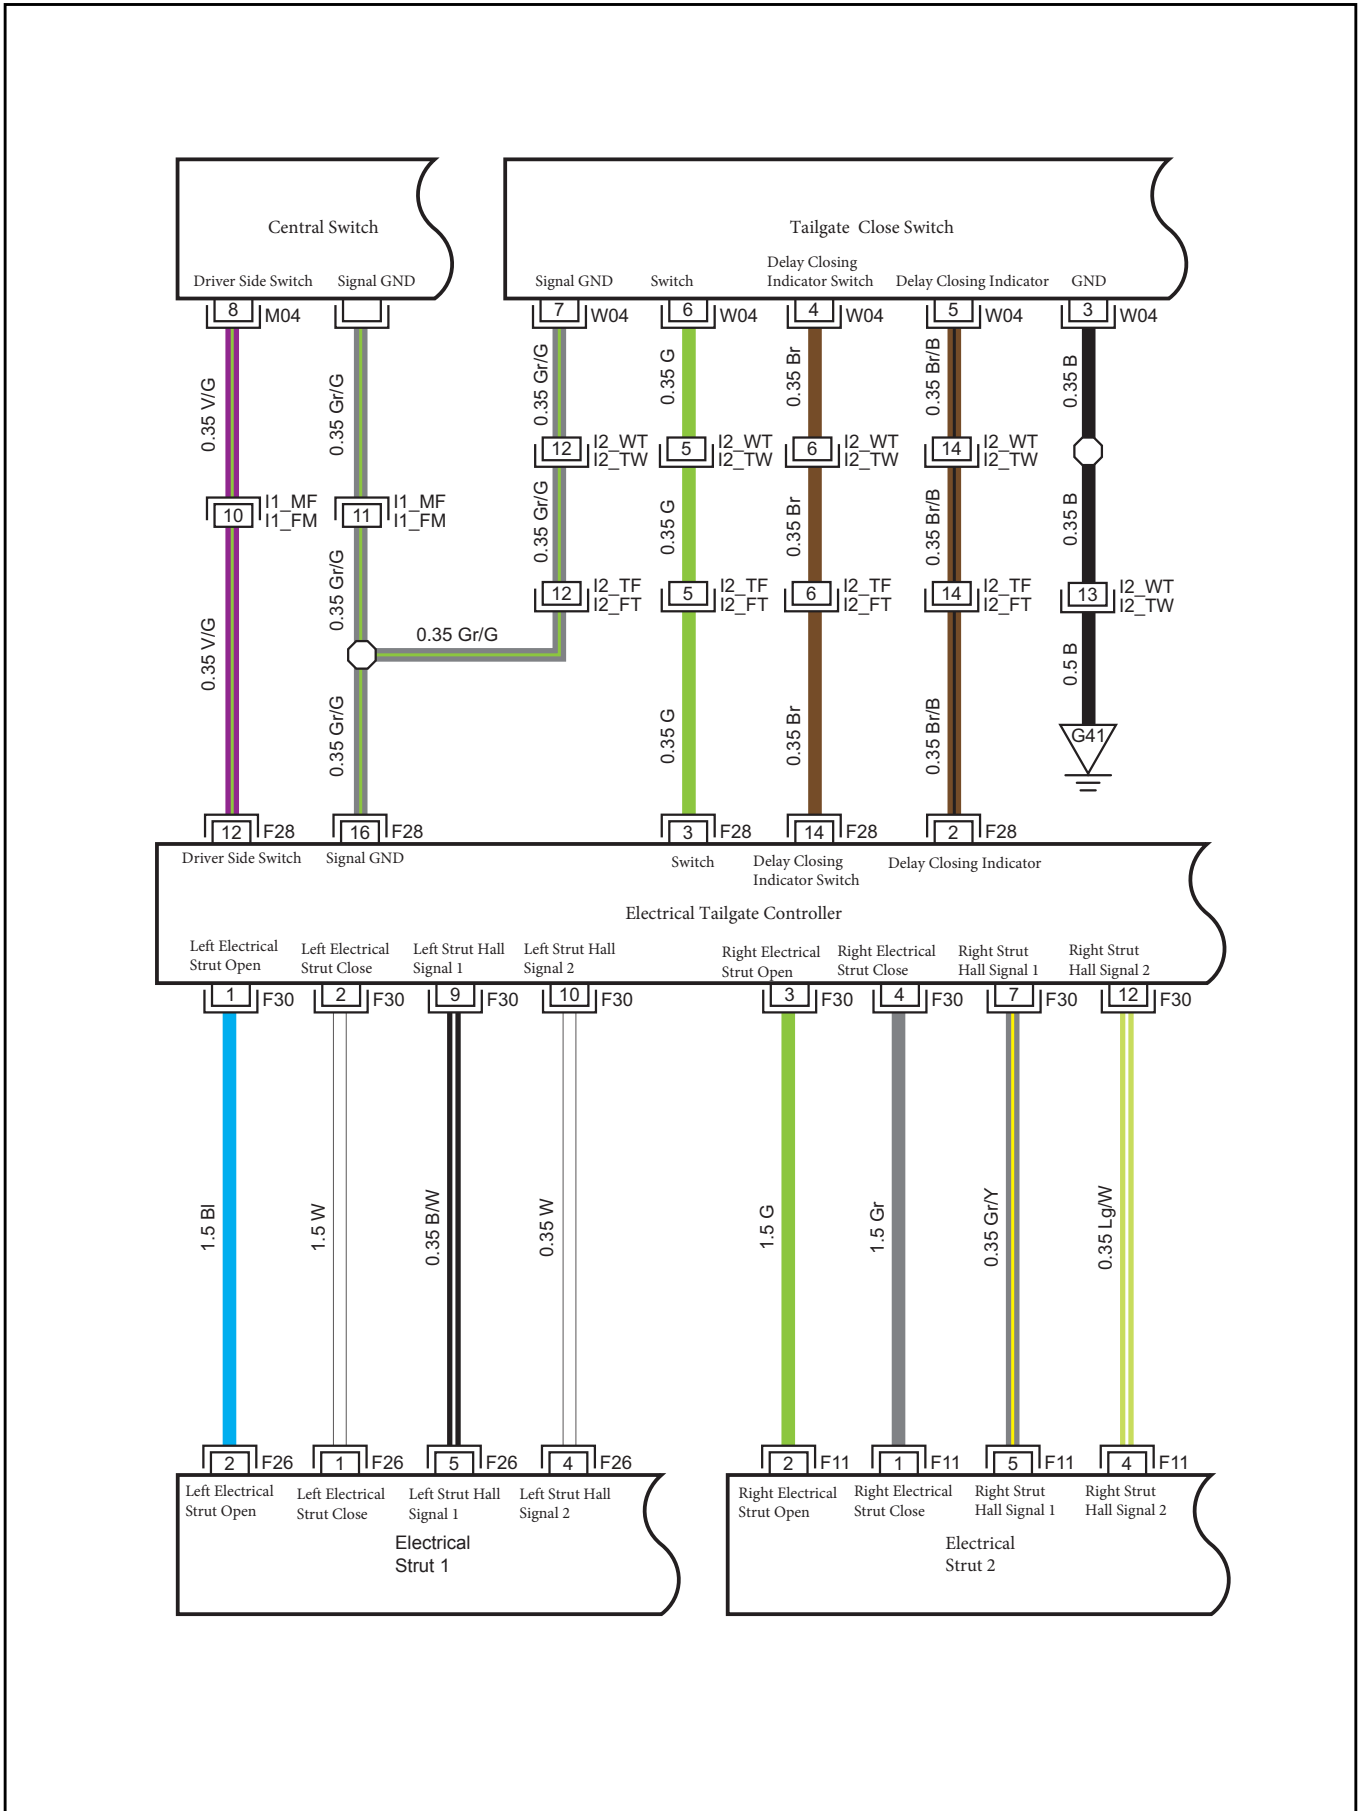 Central Switch
Driver Side Switch Signal GND
8 M04
Tailgate Close Switch
Signal GND
Switch
Delay Closing
Indicator Switch
Delay Closing Indicator
GND
7 W04
6 W04
4 W04
5 W04
3 W04
0.35 V/G
0.35 Gr/G
0.35 Gr/G
0.35 G
0.35 Br
0.35 Br/B
0.35 B
12 I2_WT
I2_TW
5 I2_WT
I2_TW
6 I2_WT
I2_TW
14 I2_WT
I2_TW
10 I1_MF
I1_FM
11 I1_MF
I1_FM
0.35 Gr/G
0.35 Gr/G
0.35 G
0.35 Br
0.35 Br/B
0.35 B
12 I2_TF
I2_FT
5 I2_TF
I2_FT
6 I2_TF
I2_FT
14 I2_TF
I2_FT
13 I2_WT
I2_TW
0.35 Gr/G
0.35 V/G
0.5 B
0.35 Gr/G
0.35 G
0.35 Br
0.35 Br/B
G41
12 F28
16 F28
3 F28
14 F28
2 F28
Driver Side Switch
Signal GND
Switch
Delay Closing
Indicator Switch
Delay Closing Indicator
Electrical Tailgate Controller
Left Electrical
Strut Open
Left Electrical
Strut Close
Left Strut Hall
Signal 1
Left Strut Hall
Signal 2
Right Electrical
Strut Open
Right Electrical
Strut Close
Right Strut
Hall Signal 1
Right Strut
Hall Signal 2
1 F30
2 F30
9 F30
10 F30
3 F30
4 F30
7 F30
12 F30
1.5 Bl
1.5 W
0.35 B/W
0.35 W
1.5 G
1.5 Gr
0.35 Gr/Y
0.35 Lg/W
2 F26
1 F26
5 F26
4 F26
2 F11
1 F11
5 F11
4 F11
Left Electrical
Strut Open
Left Electrical
Strut Close
Left Strut Hall
Signal 1
Left Strut Hall
Signal 2
Electrical
Strut 1
Right Electrical
Strut Open
Right Electrical
Strut Close
Right Strut
Hall Signal 1
Right Strut
Hall Signal 2
Electrical
Strut 2